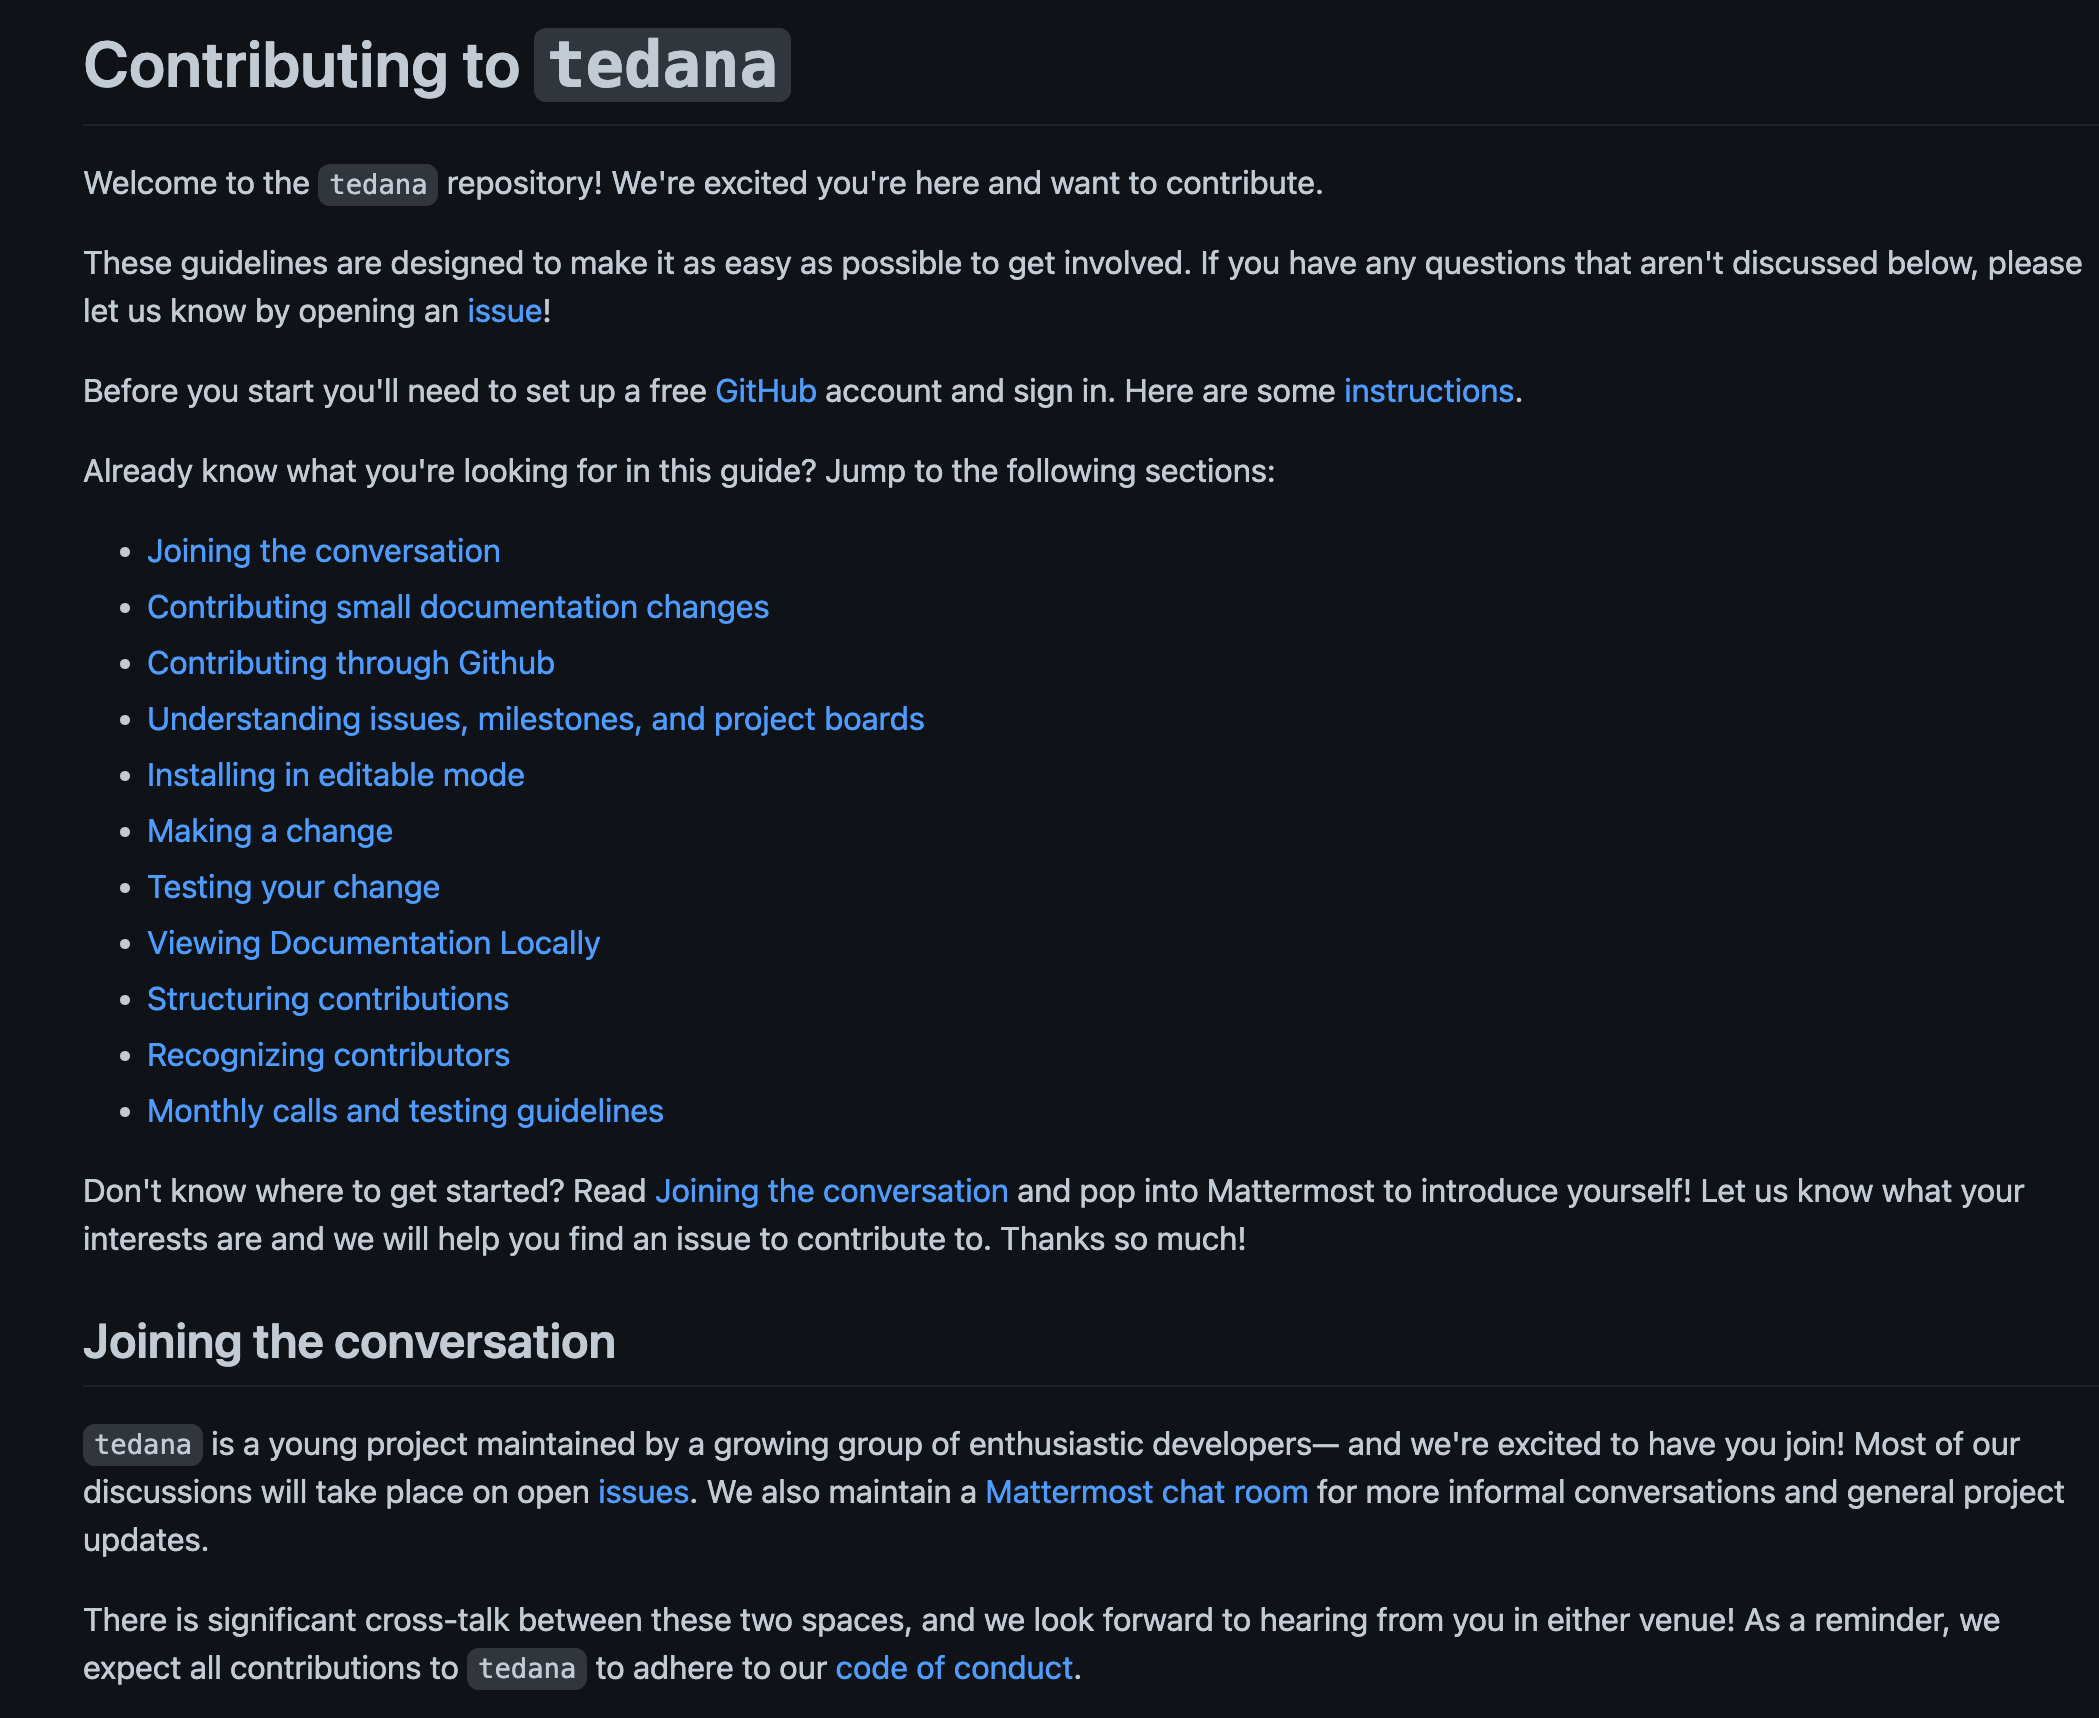 Contributing to tedana
Welcome to the tedana repository! We're excited you're here and want to contribute.
These guidelines are designed to make it as easy as possible to get involved. If you have any questions that aren't discussed below, please
let us know by opening an issue!
Before you start you'll need to set up a free GitHub account and sign in. Here are some instructions.
Already know what you're looking for in this guide? Jump to the following sections:
• Joining the conversation
• Contributing small documentation changes
• Contributing through Github
• Understanding issues, milestones, and project boards
• Installing in editable mode
• Making a change
• Testing your change
• Viewing Documentation Locally
• Structuring contributions
• Recognizing contributors
• Monthly calls and testing guidelines
Don't know where to get started? Read Joining the conversation and pop into Mattermost to introduce yourself! Let us know what your
interests are and we will help you find an issue to contribute to. Thanks so much!
Joining the conversation
tedana is a young project maintained by a growing group of enthusiastic developers— and we're excited to have you join! Most of our
discussions will take place on open issues. We also maintain a Mattermost chat room for more informal conversations and general project
updates.
There is significant cross-talk between these two spaces, and we look forward to hearing from you in either venue! As a reminder, we
expect all contributions to tedana to adhere to our code of conduct.